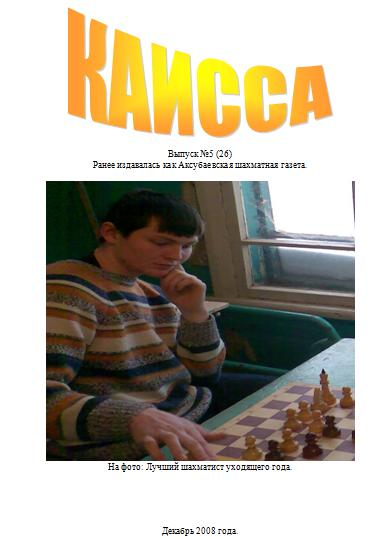 КАИССА
Выпуск №5 (26)
Ранее издавалась как Аксубаевская шахматная газета.
На фото: Лучший шахматист уходящего года.
Декабрь 2008 года.